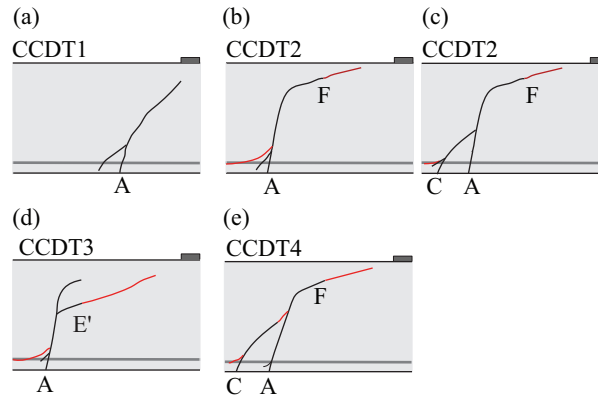 (a)
CCDT1
A
(b)
CCDT2
F
A
(c)
CCDT2
F
C A
(d)
CCDT3
E'
A
(e)
CCDT4
F
C A